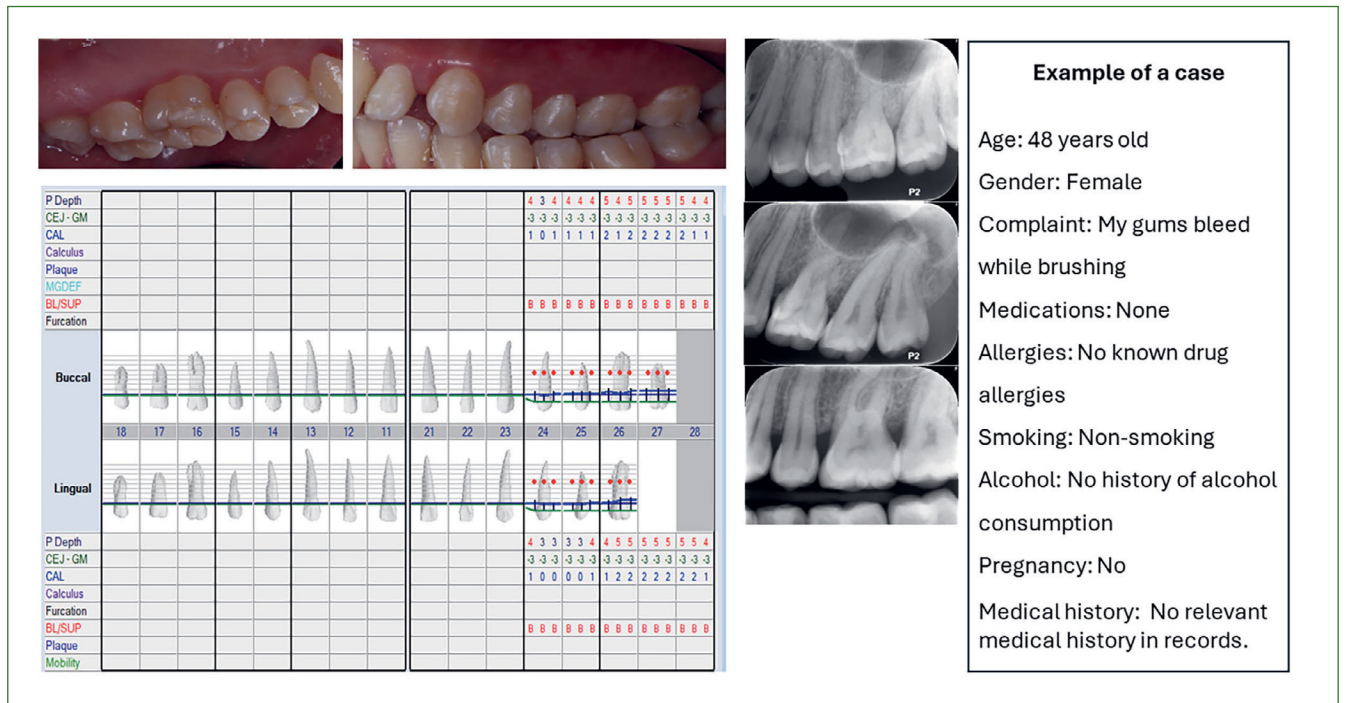 P Depth 4 3 4 4 4 4 5 4 5 5 5 5 5 4 4
CEJ - GM -3 -3 -3 -3 -3 -3 -3 -3 -3 -3 -3 -3 -3 -3 -3
CAL 1 0 1 1 1 1 2 1 2 2 2 2 2 1 1
Calculus
Plaque
MGDEF
BL/SUP B B B B B B B B B B B B B B B
Furcation
Buccal
18 17 16 15 14 13 12 11 21 22 23 24 25 26 27 28
Lingual
P Depth 4 3 3 3 3 4 4 5 5 5 5 5 5 5 4
CEJ - GM -3 -3 -3 -3 -3 -3 -3 -3 -3 -3 -3 -3 -3 -3 -3
CAL 1 0 0 0 0 1 1 2 2 2 2 2 2 2 1
Calculus
Furcation
BL/SUP B B B B B B B B B B B B B B B
Plaque
Mobility
P2
P2
Example of a case
Age: 48 years old
Gender: Female
Complaint: My gums bleed
while brushing
Medications: None
Allergies: No known drug
allergies
Smoking: Non-smoking
Alcohol: No history of alcohol
consumption
Pregnancy: No
Medical history: No relevant
medical history in records.